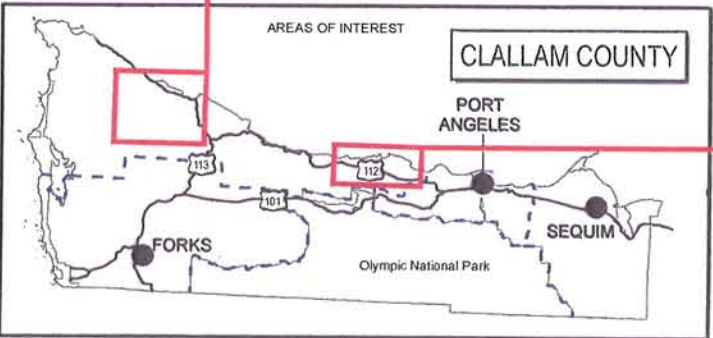 AREAS OF INTEREST
CLALLAM COUNTY
PORT
ANGELES
113
112
101
SEQUIM
FORKS
Olympic National Park